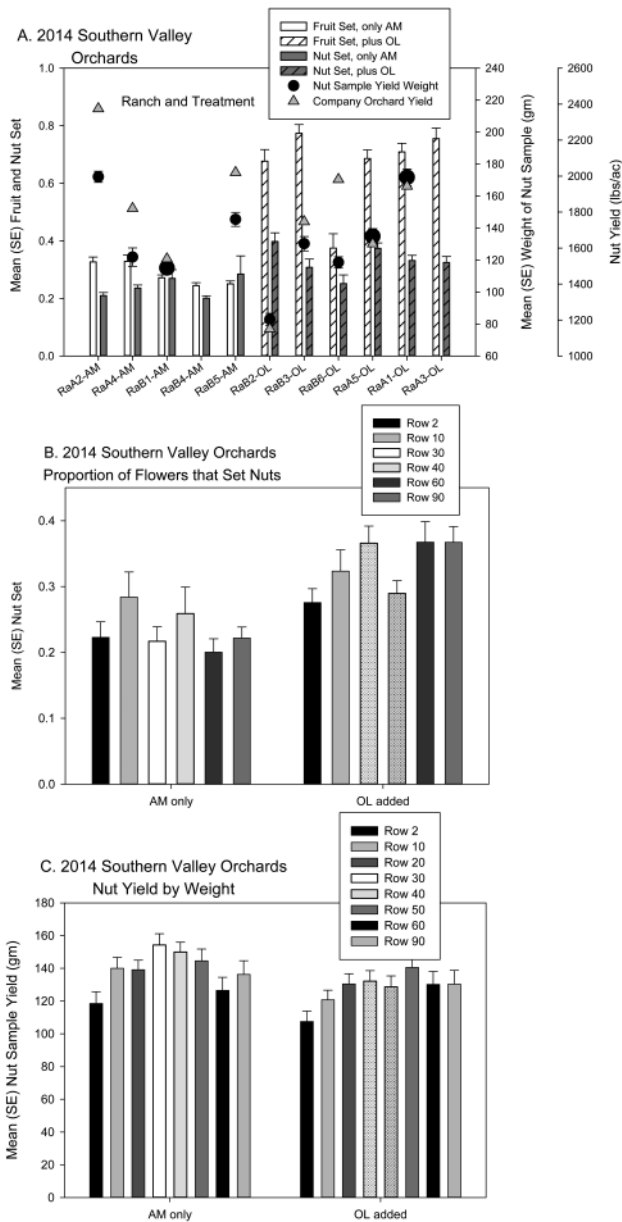 A. 2014 Southern Valley
Orchards
Fruit Set, only AM
Fruit Set, plus OL
Nut Set, only AM
Nut Set, plus OL
Nut Sample Yield Weight
Company Orchard Yield
Ranch and Treatment
Mean (SE) Fruit and Nut Set
1.0
0.8
0.6
0.4
0.2
0.0
240
220
200
180
160
140
120
100
80
60
Mean (SE) Weight of Nut Sample (gm)
2600
2400
2200
2000
1800
1600
1400
1200
1000
Nut Yield (lbs/ac)
RaA2-AM
RaA4-AM
RaB1-AM
RaB4-AM
RaB5-AM
RaB2-OL
RaB3-OL
RaB6-OL
RaA5-OL
RaA1-OL
RaA3-OL
B. 2014 Southern Valley Orchards
Proportion of Flowers that Set Nuts
Row 2
Row 10
Row 30
Row 40
Row 60
Row 90
Mean (SE) Nut Set
0.4
0.3
0.2
0.1
0.0
AM only
OL added
C. 2014 Southern Valley Orchards
Nut Yield by Weight
Row 2
Row 10
Row 20
Row 30
Row 40
Row 50
Row 60
Row 90
Mean (SE) Nut Sample Yield (gm)
180
160
140
120
100
80
60
40
20
0
AM only
OL added